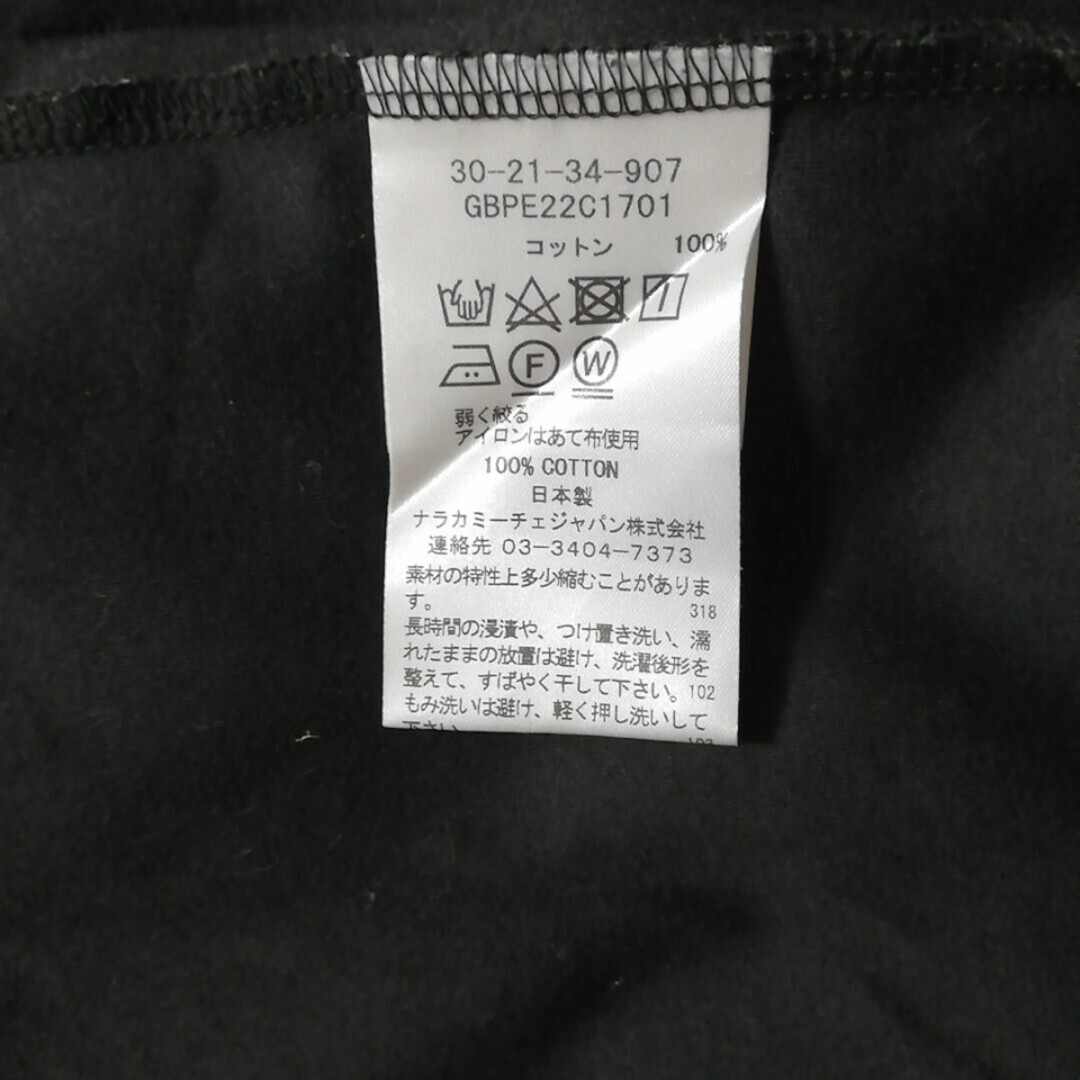 30-21-34-907
GBPE22C1701
コットン 100%
F W
弱く絞る
アイロンはあて布使用
100% COTTON
日本製
ナラカミーチェジャパン株式会社
連絡先 03-3404-7373
素材の特性上多少縮むことがありま
す。 318
長時間の浸漬や、つけ置き洗い、濡
れたままの放置は避け、洗濯後形を
整えて、すばやく干して下さい。102
もみ洗いは避け、軽く押し洗いして